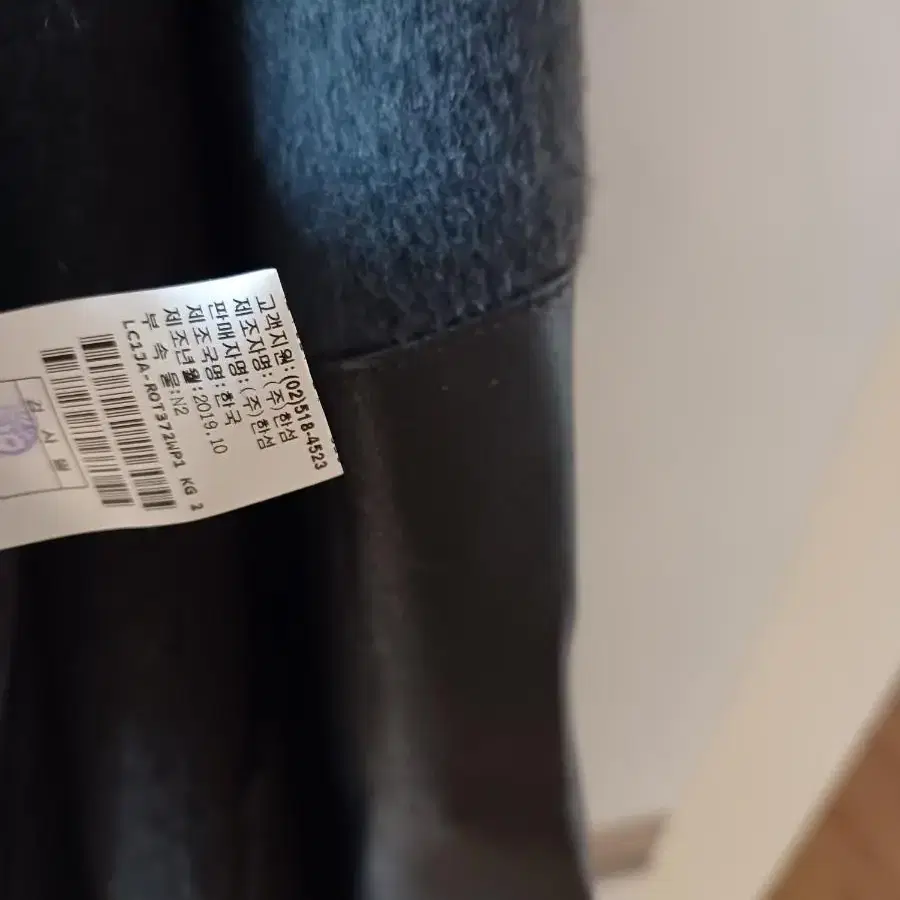 고객지원:(02)518-4523
제조자명:(주)한섬
판매자명:(주)한섬
제조국명:한국
제조년월:2019.10
부 속 물:N2
LC1JA-ROT372WP1 KG 2
검 사 필